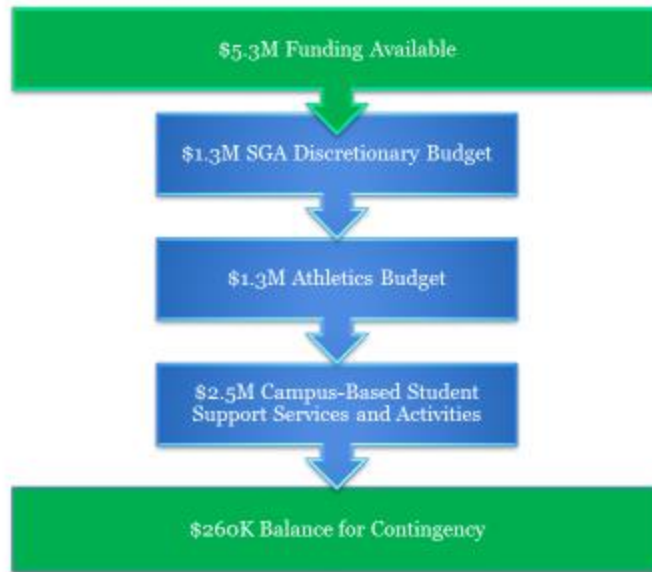 $5.3M Funding Available
$1.3M SGA Discretionary Budget
$1.3M Athletics Budget
$2.5M Campus-Based Student
Support Services and Activities
$260K Balance for Contingency